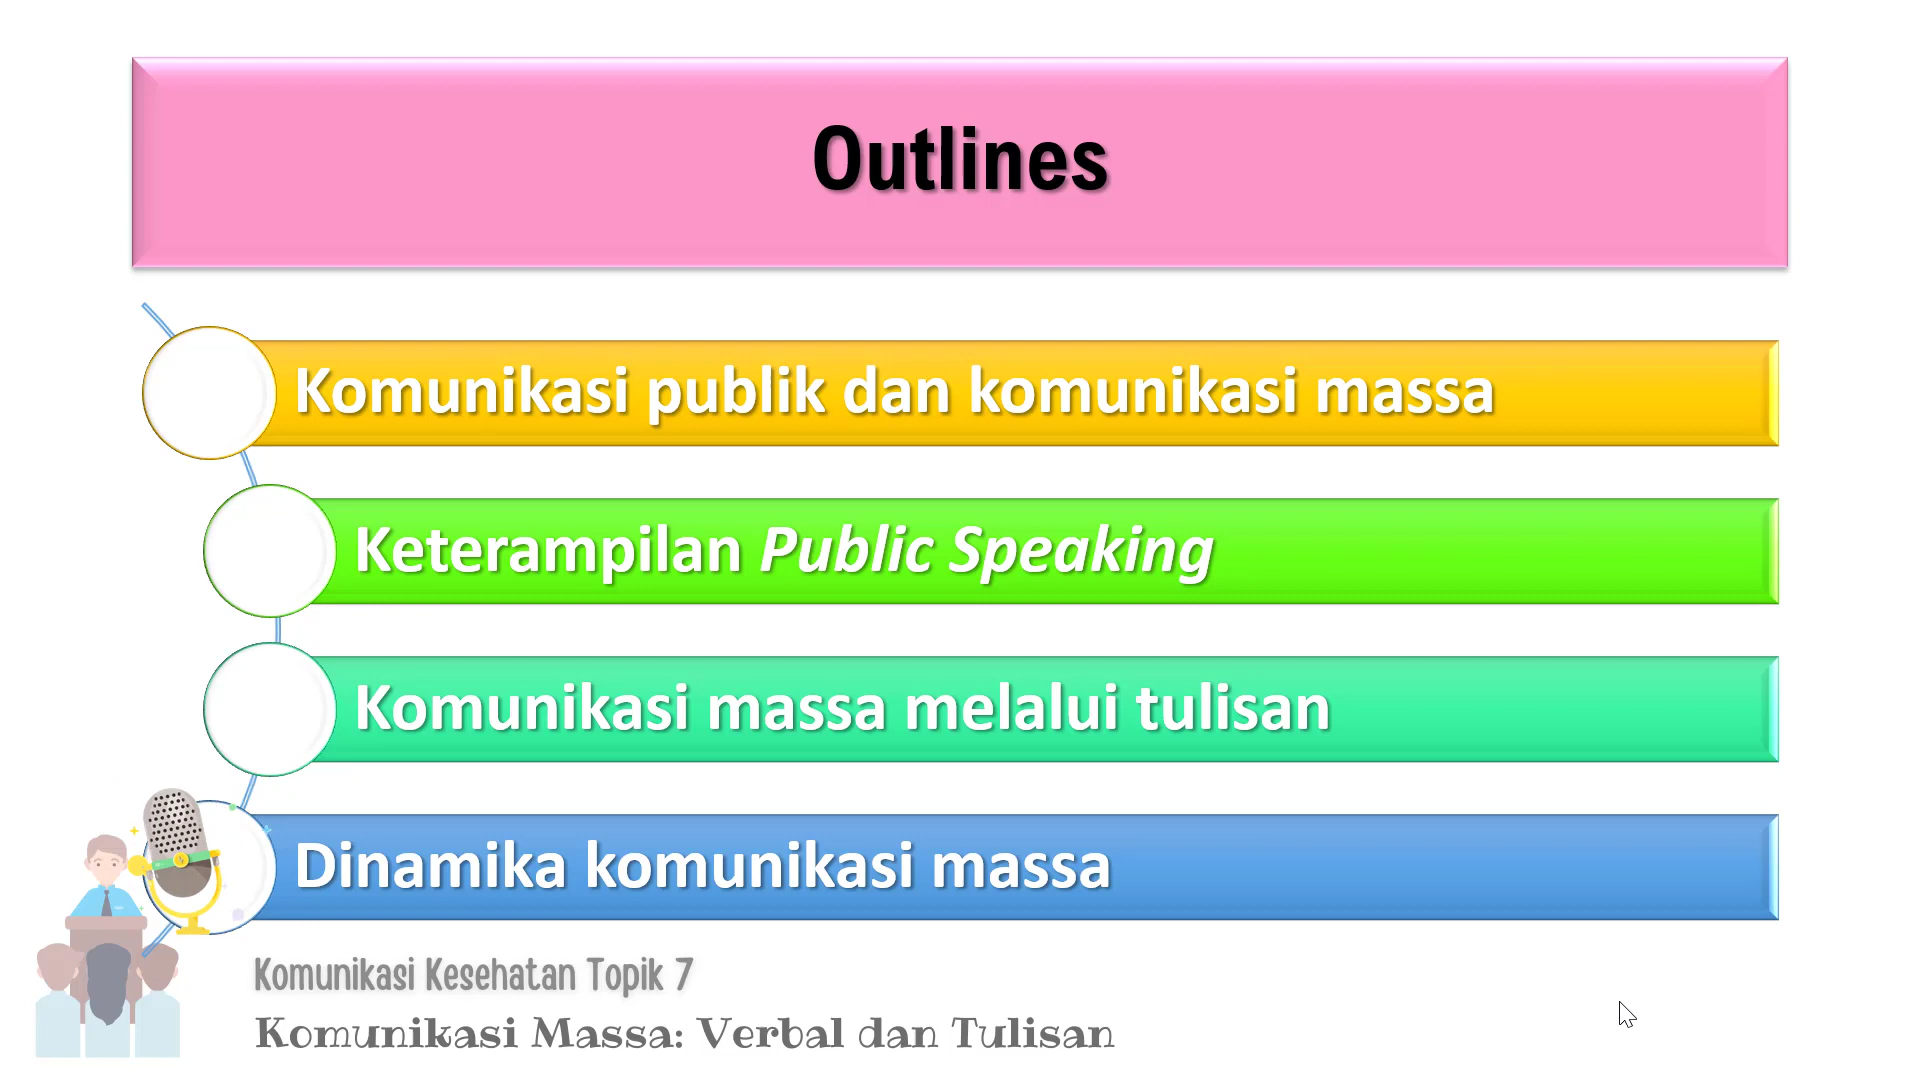 Outlines
Komunikasi publik dan komunikasi massa
Keterampilan Public Speaking
Komunikasi massa melalui tulisan
Dinamika komunikasi massa
Komunikasi Kesehatan Topik 7
Komunikasi Massa: Verbal dan Tulisan